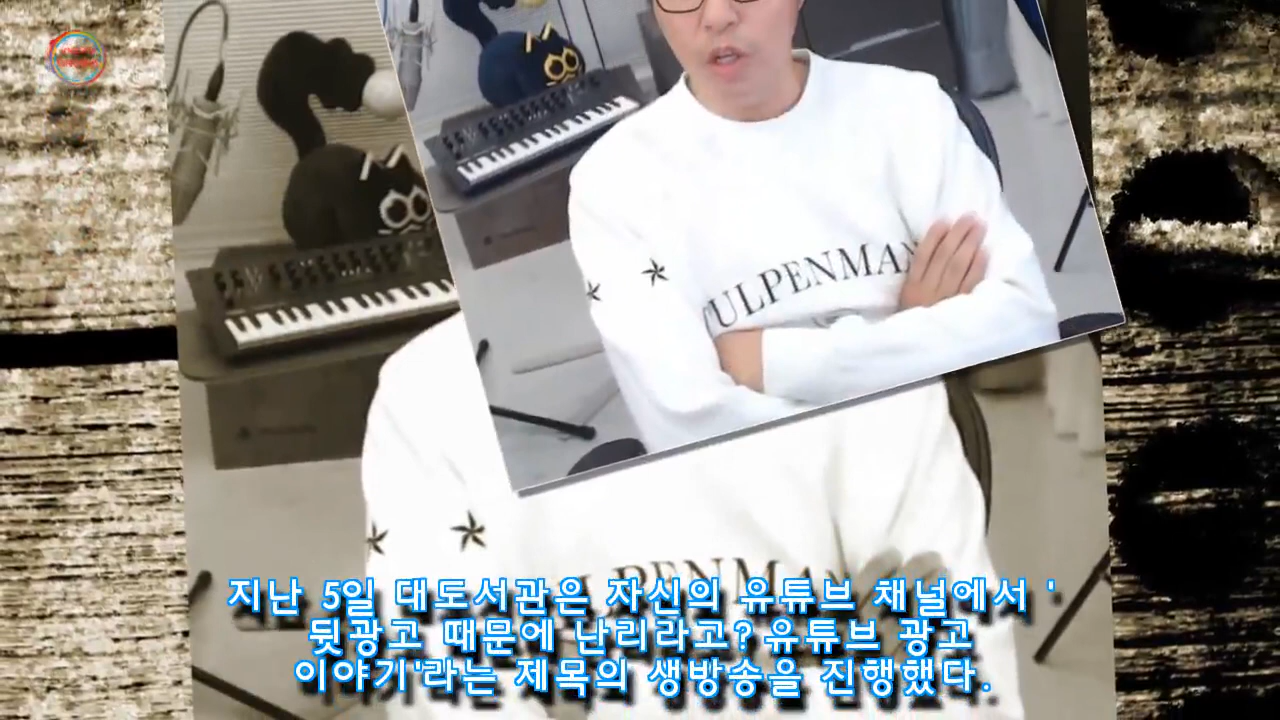 TULPENMAN
지난 5일 대도서관은 자신의 유튜브 채널에서 '
뒷광고 때문에 난리라고? 유튜브 광고
이야기'라는 제목의 생방송을 진행했다.